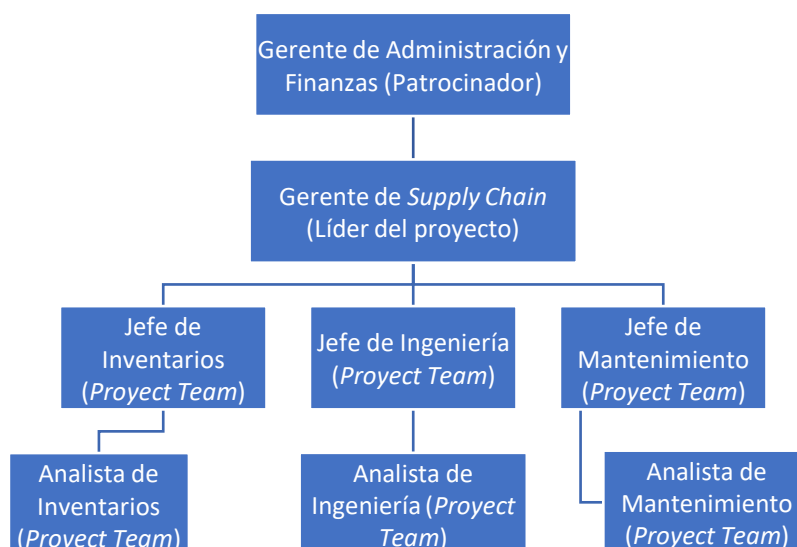 Gerente de Administración y
Finanzas (Patrocinador)
Gerente de Supply Chain
(Líder del proyecto)
Jefe de
Inventarios
(Proyect Team)
Jefe de Ingeniería
(Proyect Team)
Jefe de
Mantenimiento
(Proyect Team)
Analista de
Inventarios
(Proyect Team)
Analista de
Ingeniería (Proyect
Team)
Analista de
Mantenimiento
(Proyect Team)